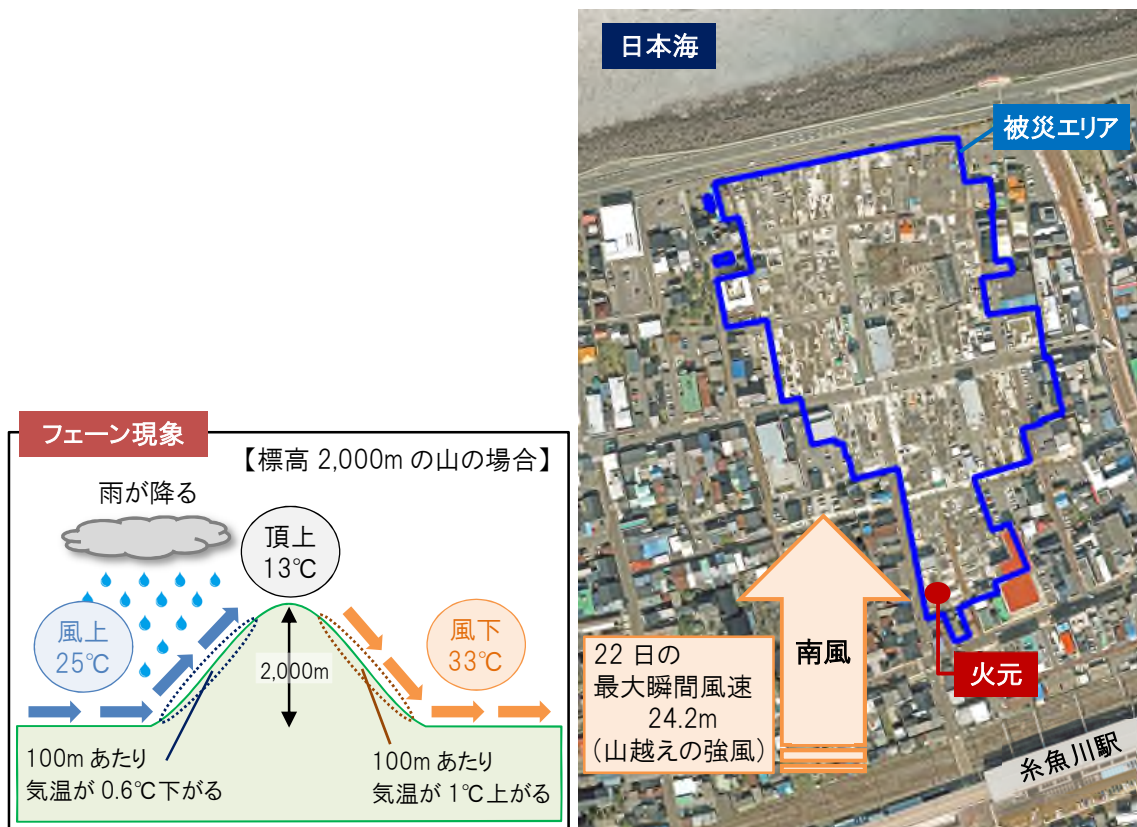 フェーン現象
【標高 2,000m の山の場合】
雨が降る
頂上
13℃
風上
25℃
風下
33℃
2,000m
100m あたり
気温が 0.6℃下がる
100m あたり
気温が 1℃上がる
日本海
被災エリア
南風
22 日の
最大瞬間風速
24.2m
(山越えの強風)
火元
糸魚川駅